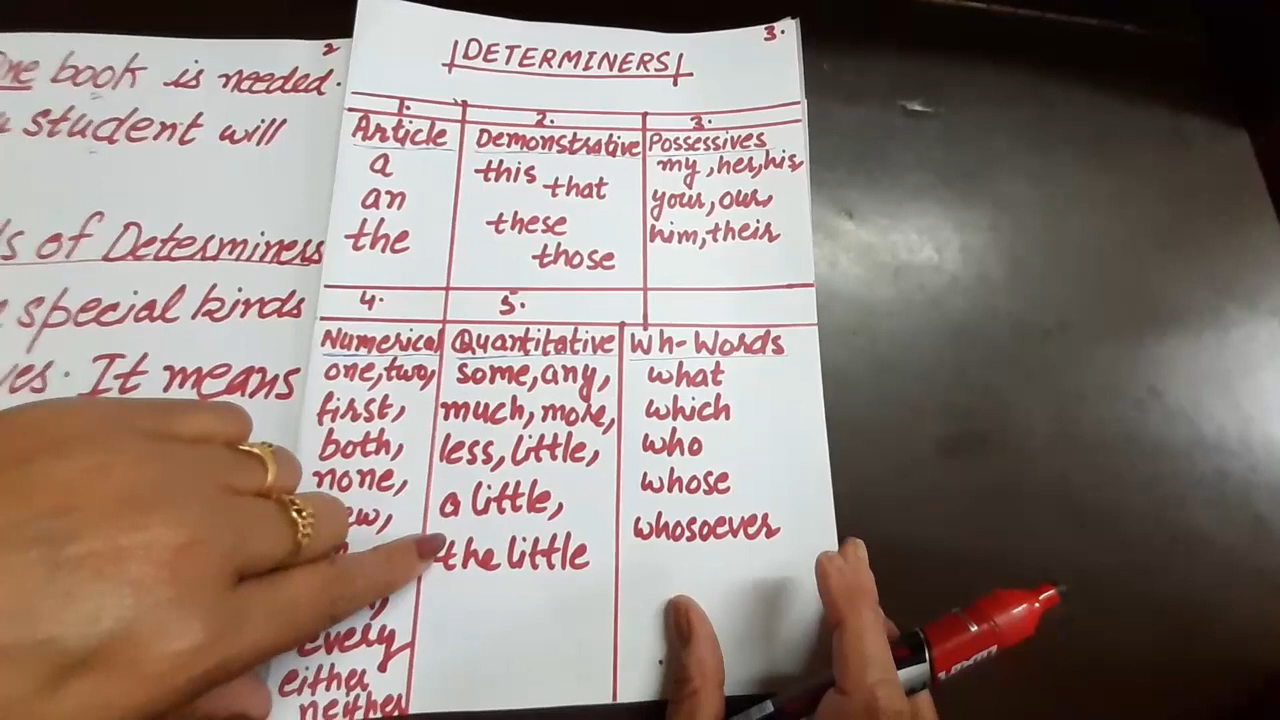 2
One book is needed.
student will
of Determiners
special kinds
It means
3.
DETERMINERS
1.
Article
a
an
the
2.
Demonstrative
this
that
these
those
3.
Possessives
my, her, his
your, our,
him, their
4.
Numerical
one, two,
first,
both,
none,
every
either
neither
5.
Quantitative
some, any,
much, more,
less, little,
a little,
the little
Wh-Words
what
which
who
whose
whosoever